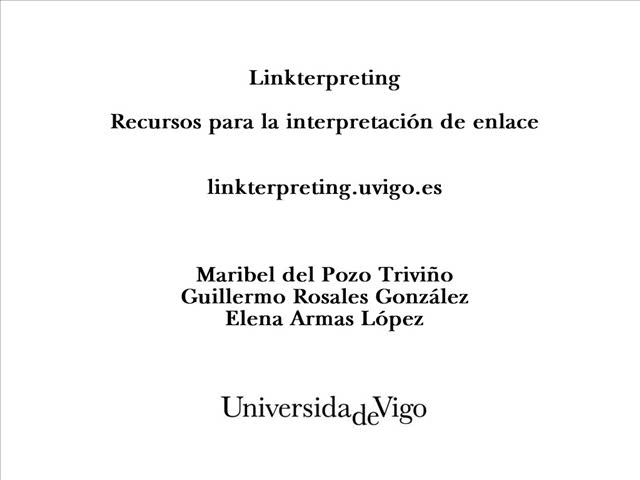 Linkterpreting
Recursos para la interpretación de enlace
linkterpreting.uvigo.es
Maribel del Pozo Triviño
Guillermo Rosales González
Elena Armas López
UniversidadeVigo